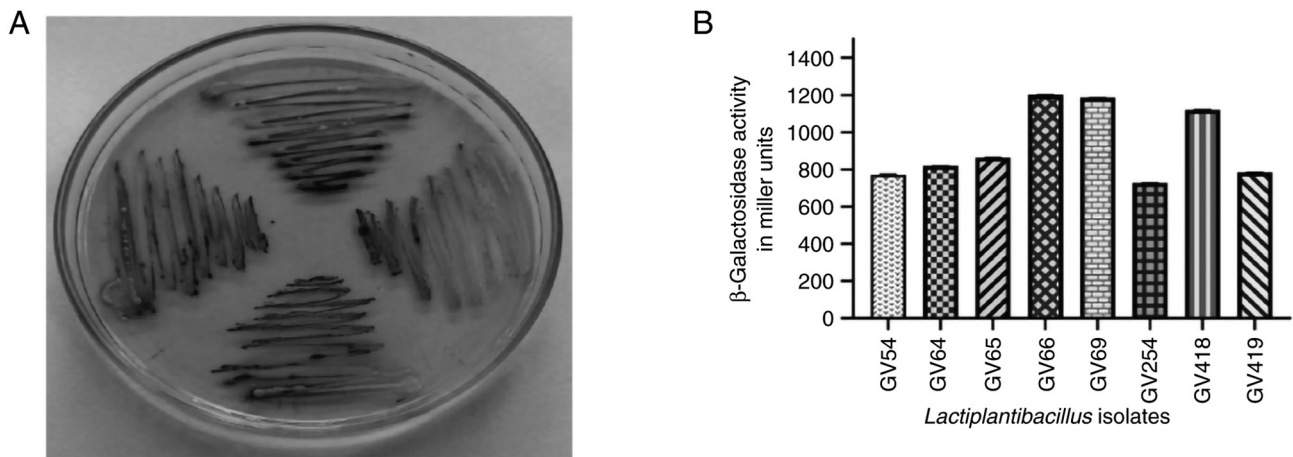 A
B
β-Galactosidase activity
in miller units
1400
1200
1000
800
600
400
200
0
GV54
GV64
GV65
GV66
GV69
GV254
GV418
GV419
Lactiplantibacillus isolates